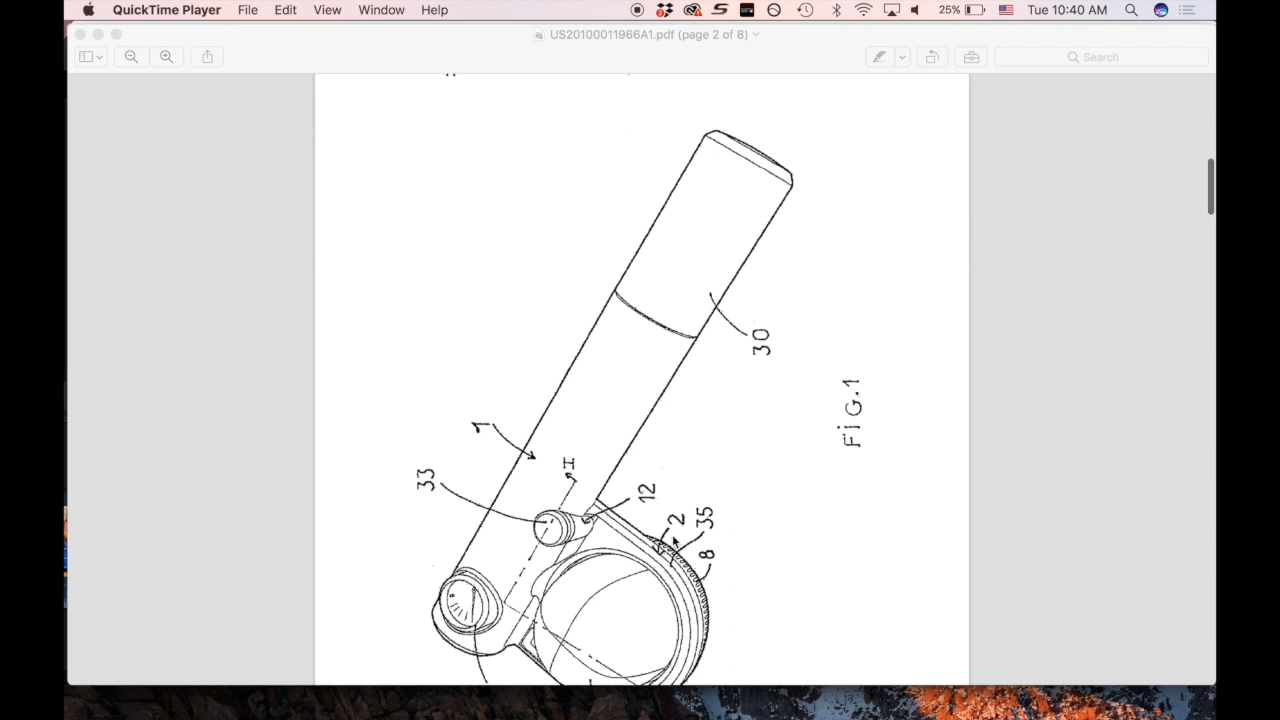 QuickTime Player File Edit View Window Help 25% Tue 10:40 AM
US20100011966A1.pdf (page 2 of 8)
Search
30
FiG.1
1
33
H
12
2
35
8